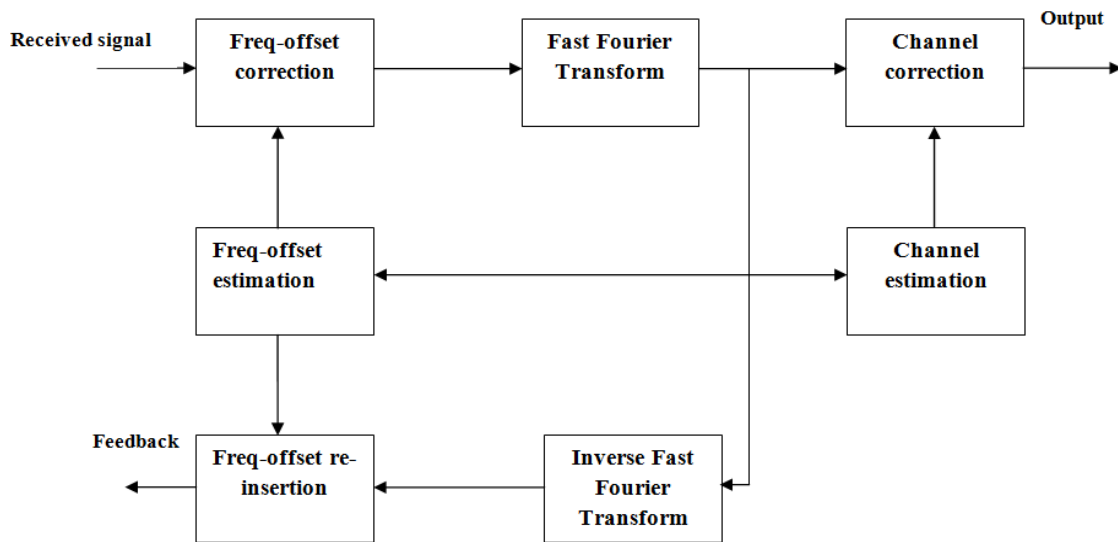 Received signal
Freq-offset
correction
Fast Fourier
Transform
Channel
correction
Output
Freq-offset
estimation
Channel
estimation
Feedback
Freq-offset re-
insertion
Inverse Fast
Fourier
Transform